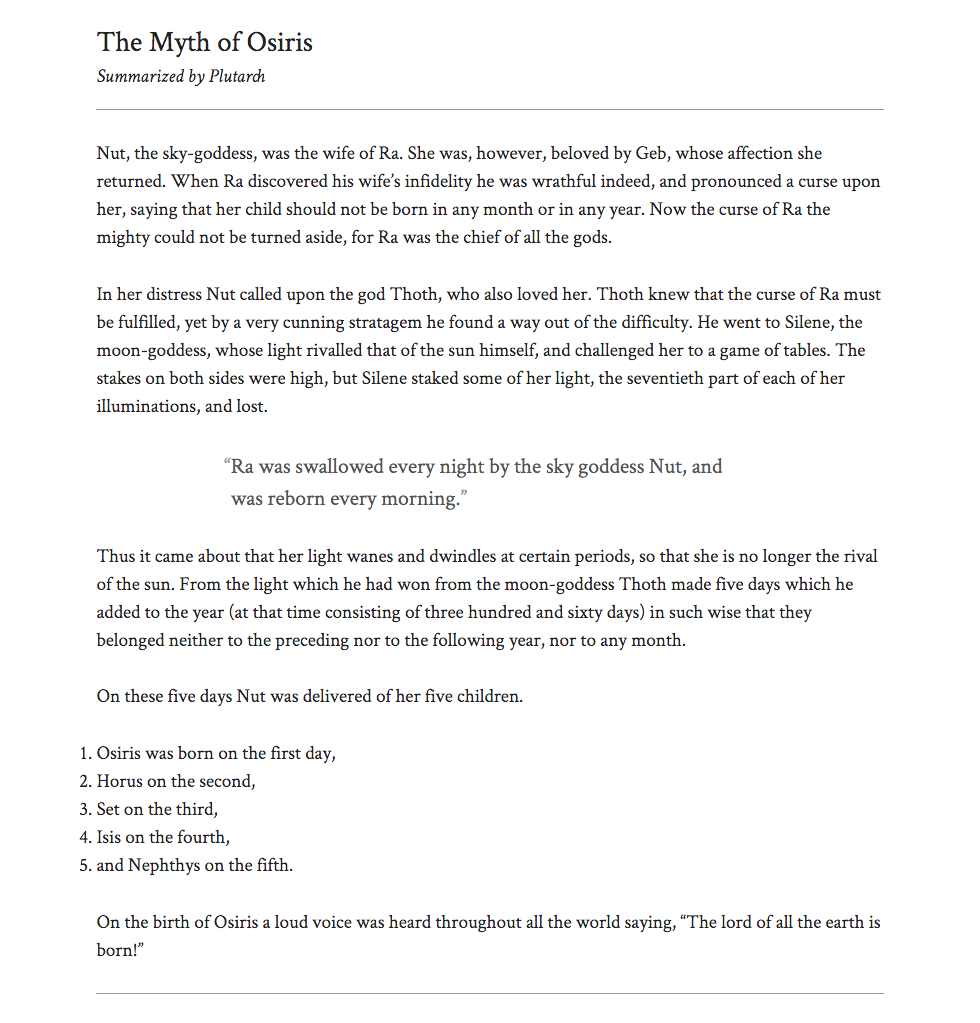 The Myth of Osiris
Summarized by Plutarch
Nut, the sky-goddess, was the wife of Ra. She was, however, beloved by Geb, whose affection she
returned. When Ra discovered his wife’s infidelity he was wrathful indeed, and pronounced a curse upon
her, saying that her child should not be born in any month or in any year. Now the curse of Ra the
mighty could not be turned aside, for Ra was the chief of all the gods.
In her distress Nut called upon the god Thoth, who also loved her. Thoth knew that the curse of Ra must
be fulfilled, yet by a very cunning stratagem he found a way out of the difficulty. He went to Silene, the
moon-goddess, whose light rivalled that of the sun himself, and challenged her to a game of tables. The
stakes on both sides were high, but Silene staked some of her light, the seventieth part of each of her
illuminations, and lost.
“Ra was swallowed every night by the sky goddess Nut, and
was reborn every morning.”
Thus it came about that her light wanes and dwindles at certain periods, so that she is no longer the rival
of the sun. From the light which he had won from the moon-goddess Thoth made five days which he
added to the year (at that time consisting of three hundred and sixty days) in such wise that they
belonged neither to the preceding nor to the following year, nor to any month.
On these five days Nut was delivered of her five children.
1. Osiris was born on the first day,
2. Horus on the second,
3. Set on the third,
4. Isis on the fourth,
5. and Nephthys on the fifth.
On the birth of Osiris a loud voice was heard throughout all the world saying, “The lord of all the earth is
born!”